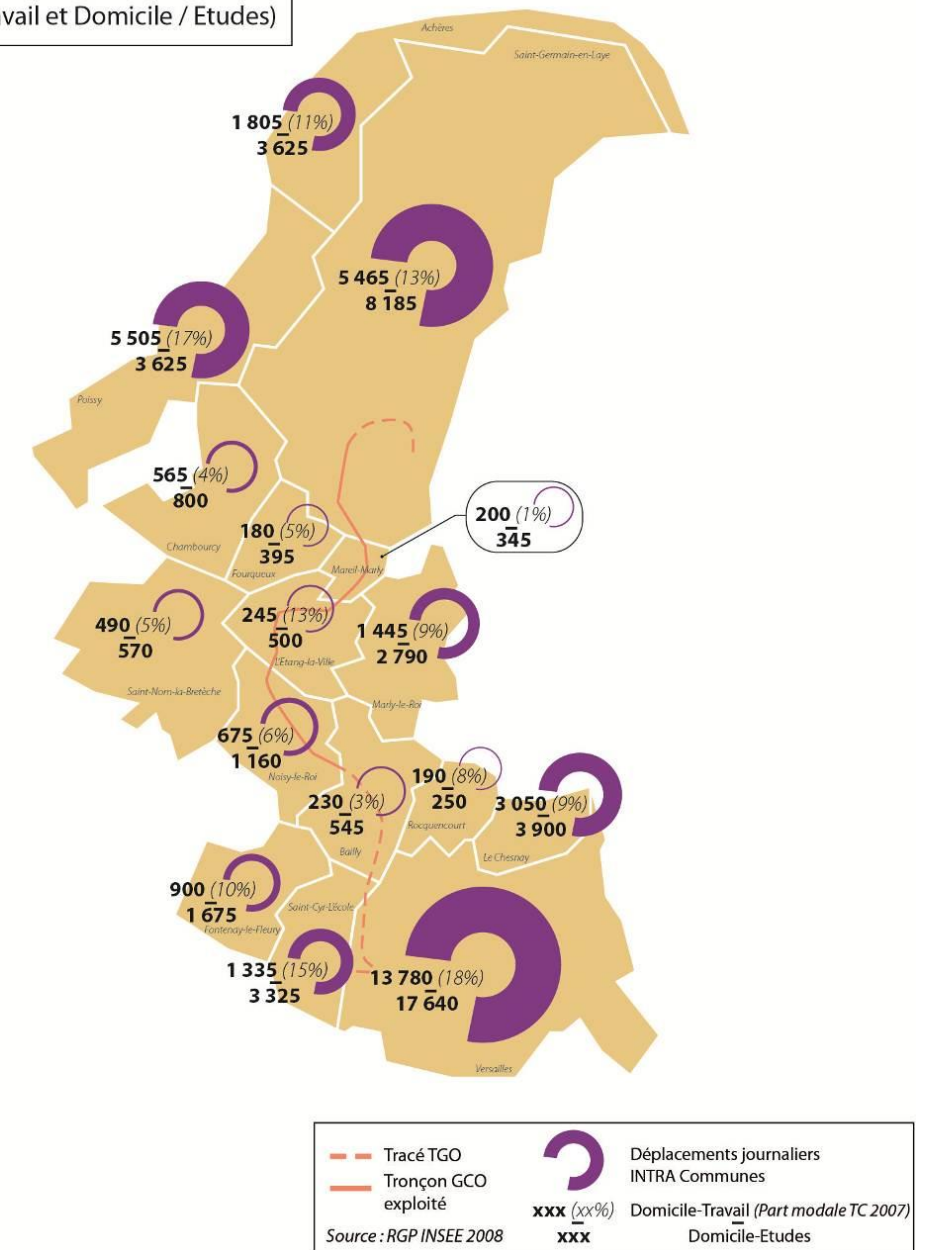 vail et Domicile / Etudes)
Achères
Saint-Germain-en-Laye
1 805 (11%)
3 625
5 465 (13%)
8 185
5 505 (17%)
3 625
Poissy
565 (4%)
800
200 (1%)
345
180 (5%)
395
Chambourcy
Fourqueux
Mareil-Marly
490 (5%)
570
245 (13%)
500
1 445 (9%)
2 790
L'Etang-la-Ville
Saint-Nom-la-Bretèche
Marly-le-Roi
675 (6%)
1 160
Noisy-le-Roi
190 (8%)
250
230 (3%)
545
3 050 (9%)
3 900
Rocquencourt
Bailly
Le Chesnay
900 (10%)
1 675
Saint-Cyr-L'école
Fontenay-le-Fleury
1 335 (15%)
3 325
13 780 (18%)
17 640
Versailles
Tracé TGO
Tronçon GCO
exploité
Source : RGP INSEE 2008
Déplacements journaliers
INTRA Communes
xxx (xx%) Domicile-Travail (Part modale TC 2007)
xxx Domicile-Etudes